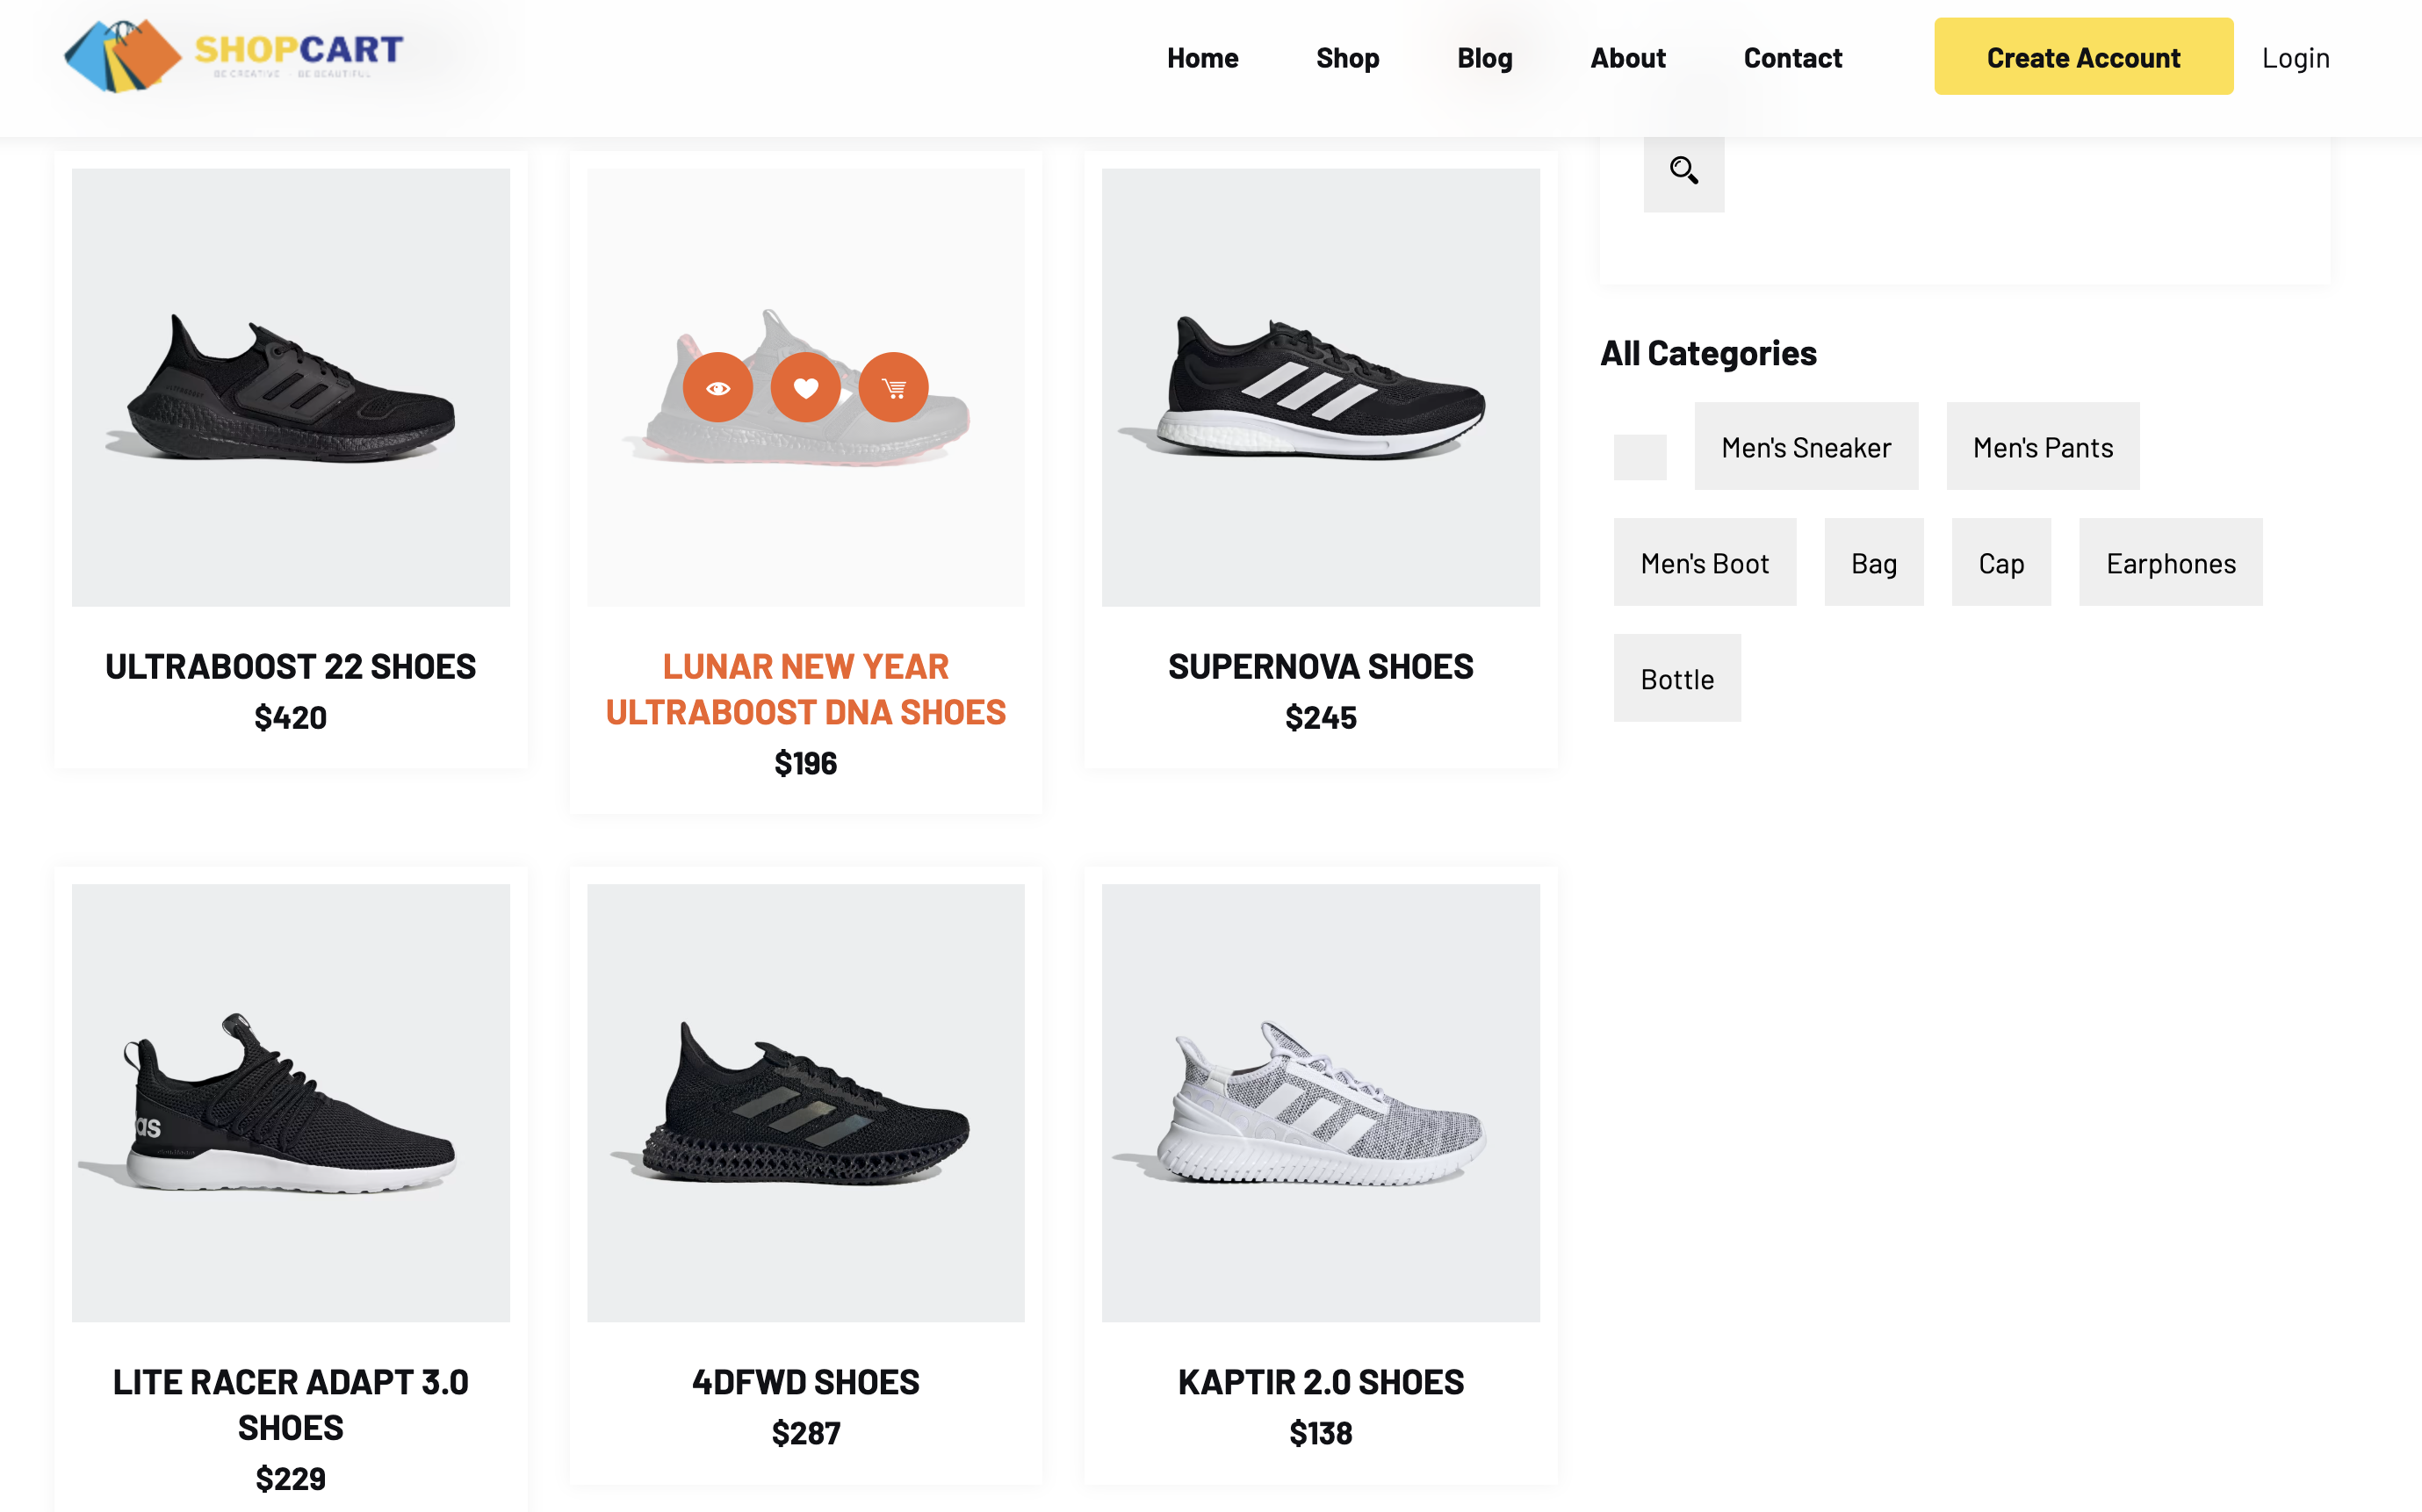 SHOPCART
BE CREATIVE - BE BEAUTIFUL
Home
Shop
Blog
About
Contact
Create Account
Login
ULTRABOOST 22 SHOES
$420
LUNAR NEW YEAR
ULTRABOOST DNA SHOES
$196
SUPERNOVA SHOES
$245
All Categories
Men's Sneaker
Men's Pants
Men's Boot
Bag
Cap
Earphones
Bottle
as
LITE RACER ADAPT 3.0
SHOES
$229
4DFWD SHOES
$287
KAPTIR 2.0 SHOES
$138